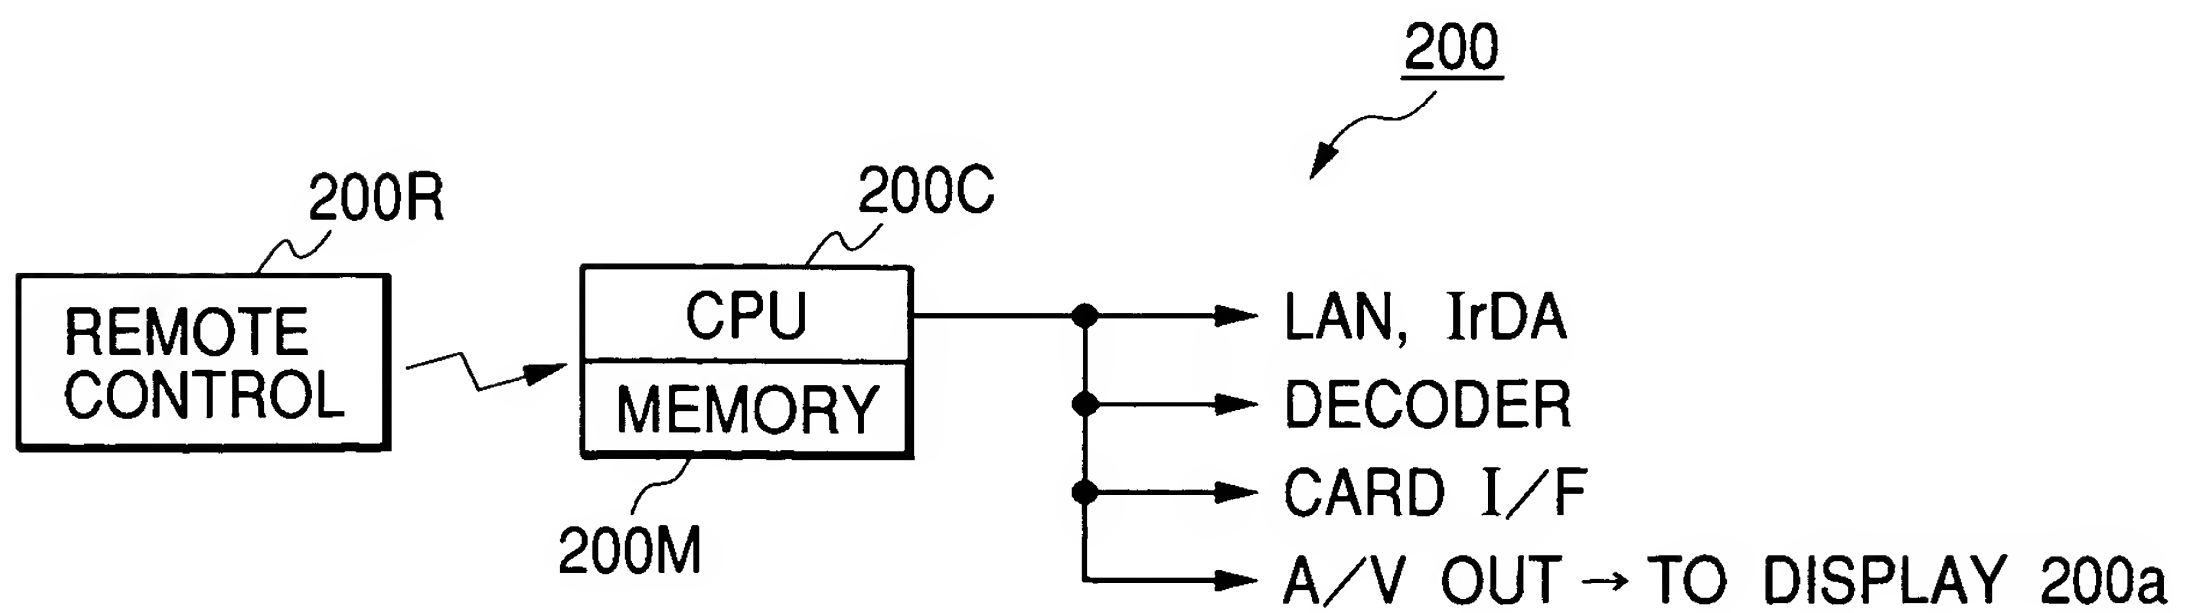 200
200R
200C
REMOTE
CONTROL
CPU
MEMORY
200M
LAN, IrDA
DECODER
CARD I/F
A/V OUT → TO DISPLAY 200a